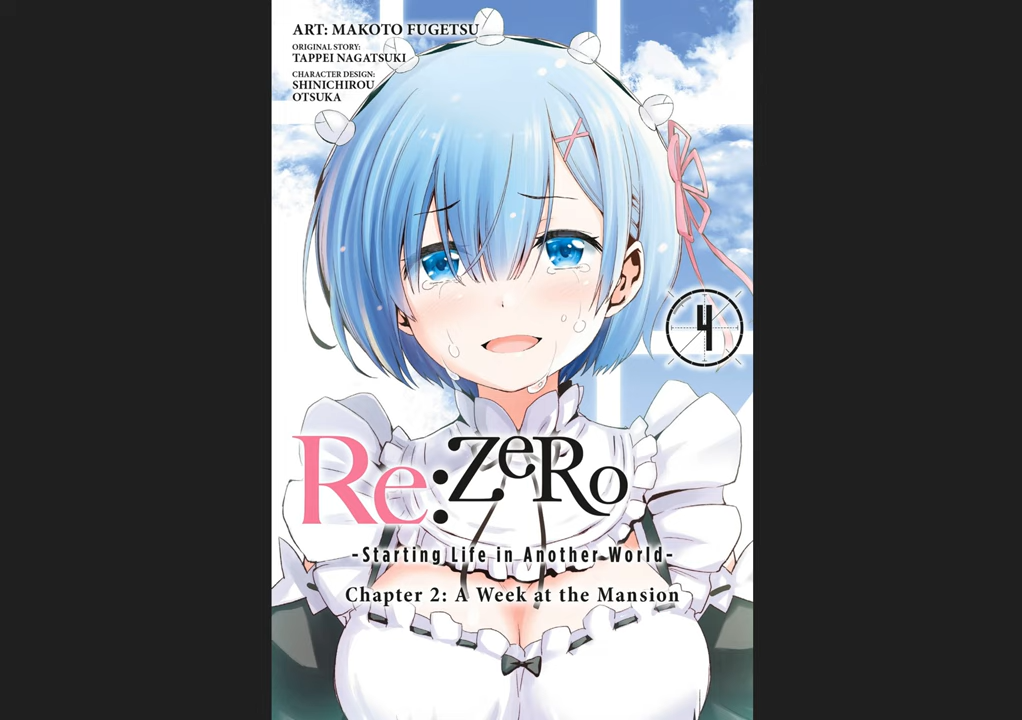 ART: MAKOTO FUGETSU
ORIGINAL STORY:
TAPPEI NAGATSUKI
CHARACTER DESIGN:
SHINICHIROU
OTSUKA
4
Re:ZeRo
-Starting Life in Another World-
Chapter 2: A Week at the Mansion